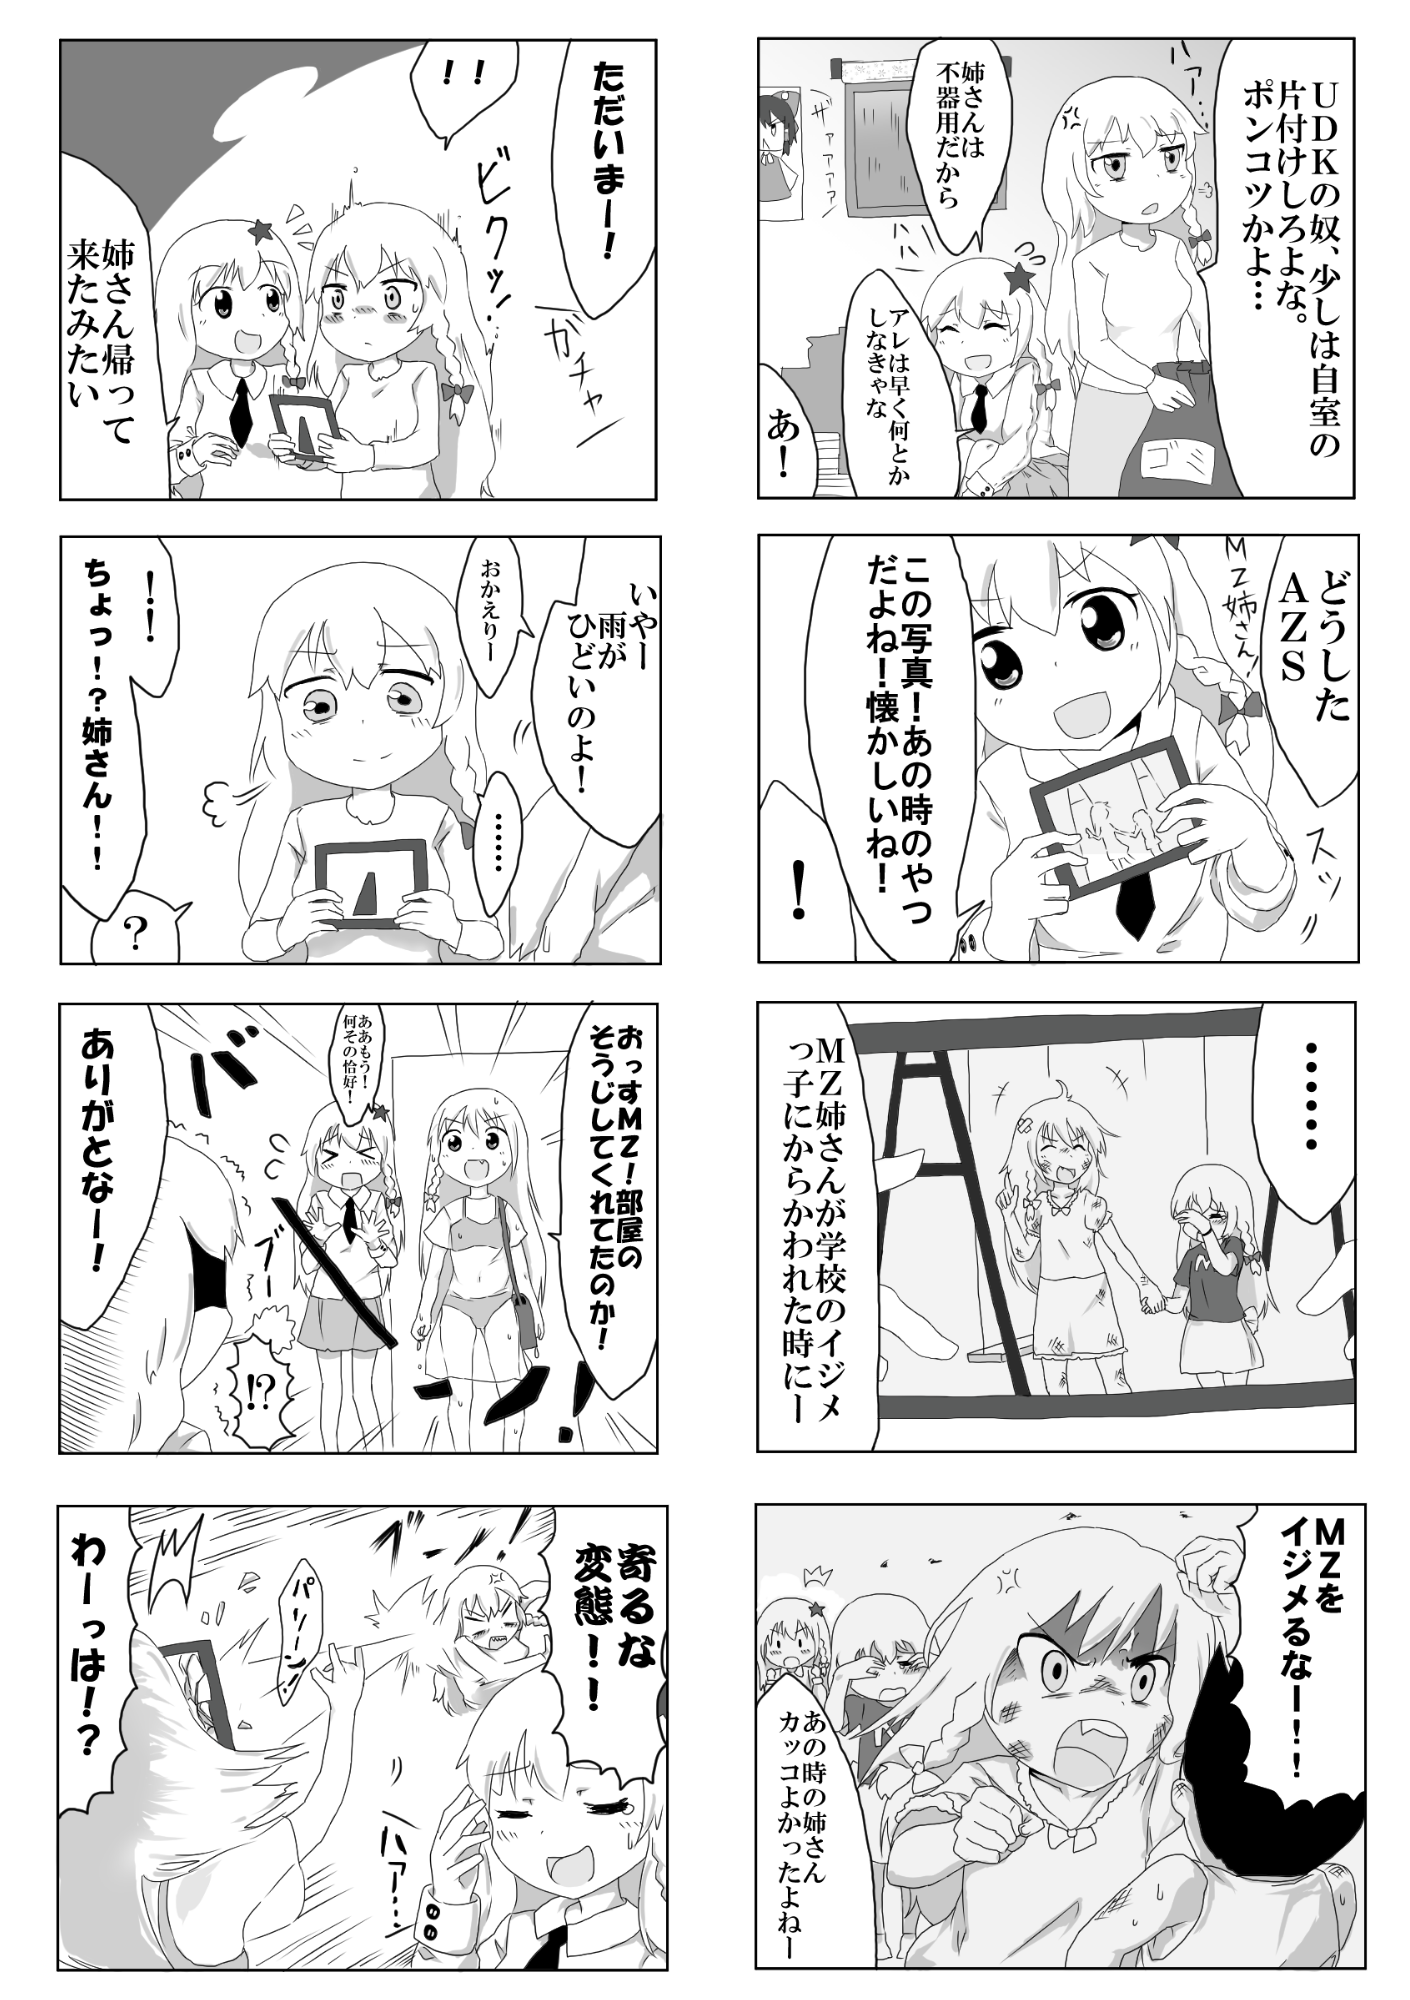 UDKの奴、少しは自室の
片付けしろよな。
ポンコツかよ…
ハァー…
姉さんは
不器用だから
ザァァァー
アレは早く何とか
しなきゃな
あ!
どうした
AZS
MZ姉さん!
この写真!あの時のやつ
だよね!懐かしいね!
スッ
!
……
MZ姉さんが学校のイジメ
っ子にからかわれた時にー
MZを
イジメるなー!!
あの時の姉さん
カッコよかったよねー
ただいまー!
!!
ビクッ!
ガチャー
姉さん帰って
来たみたい
いやー
雨が
ひどいのよ!
おかえりー
……
!!
ちょっ!?姉さん!!
?
おっすMZ!部屋の
そうじしてくれてたのか!
ああもう!
何その恰好!
バーン!
ブー
!?
ありがとなー!
寄るな
変態!!
パリーン!
ハァー…
わーっは!?